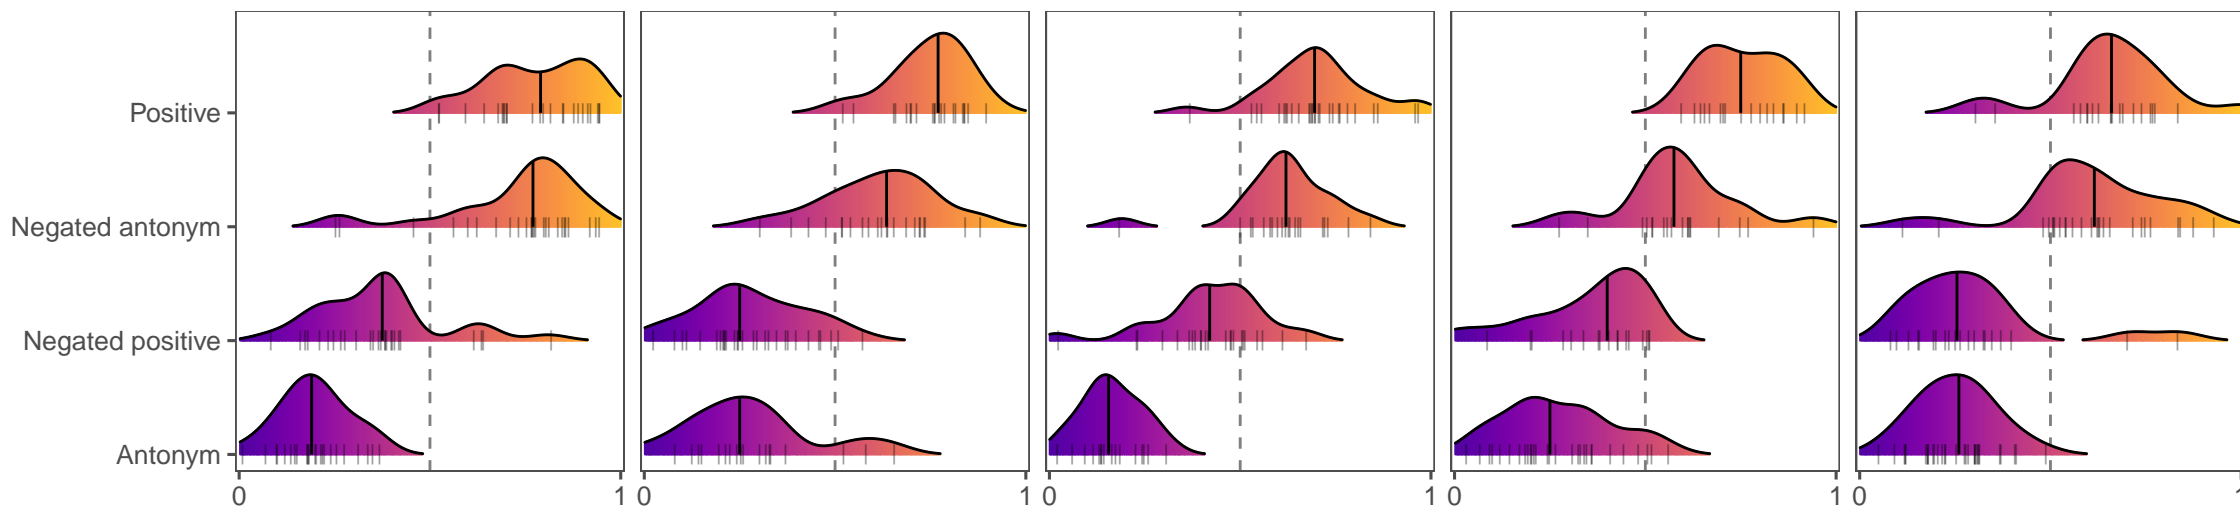 Positive
Negated antonym
Negated positive
Antonym
0 1 0 1 0 1 0 1 0